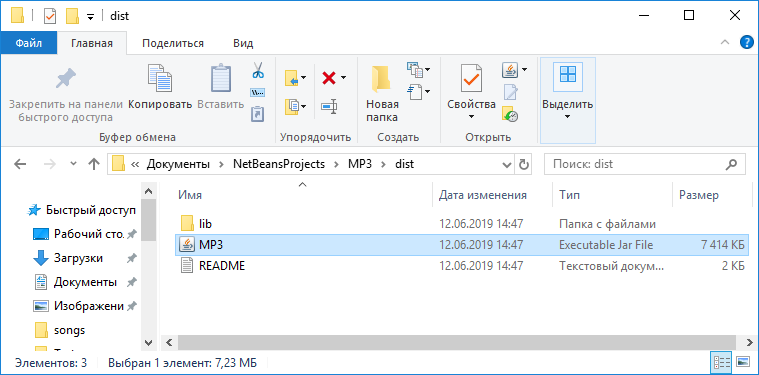 dist
Файл Главная Поделиться Вид
Закрепить на панели быстрого доступа
Копировать
Вставить
Новая папка
Свойства
Выделить
Буфер обмена Упорядочить Создать Открыть
« Документы > NetBeansProjects > MP3 > dist
Поиск: dist
Имя Дата изменения Тип Размер
Быстрый доступ
Рабочий сто.
Загрузки
Документы
Изображени
songs
lib 12.06.2019 14:47 Папка с файлами
MP3 12.06.2019 14:47 Executable Jar File 7 414 КБ
README 12.06.2019 14:47 Текстовый докум... 2 КБ
Элементов: 3 Выбран 1 элемент: 7,23 МБ